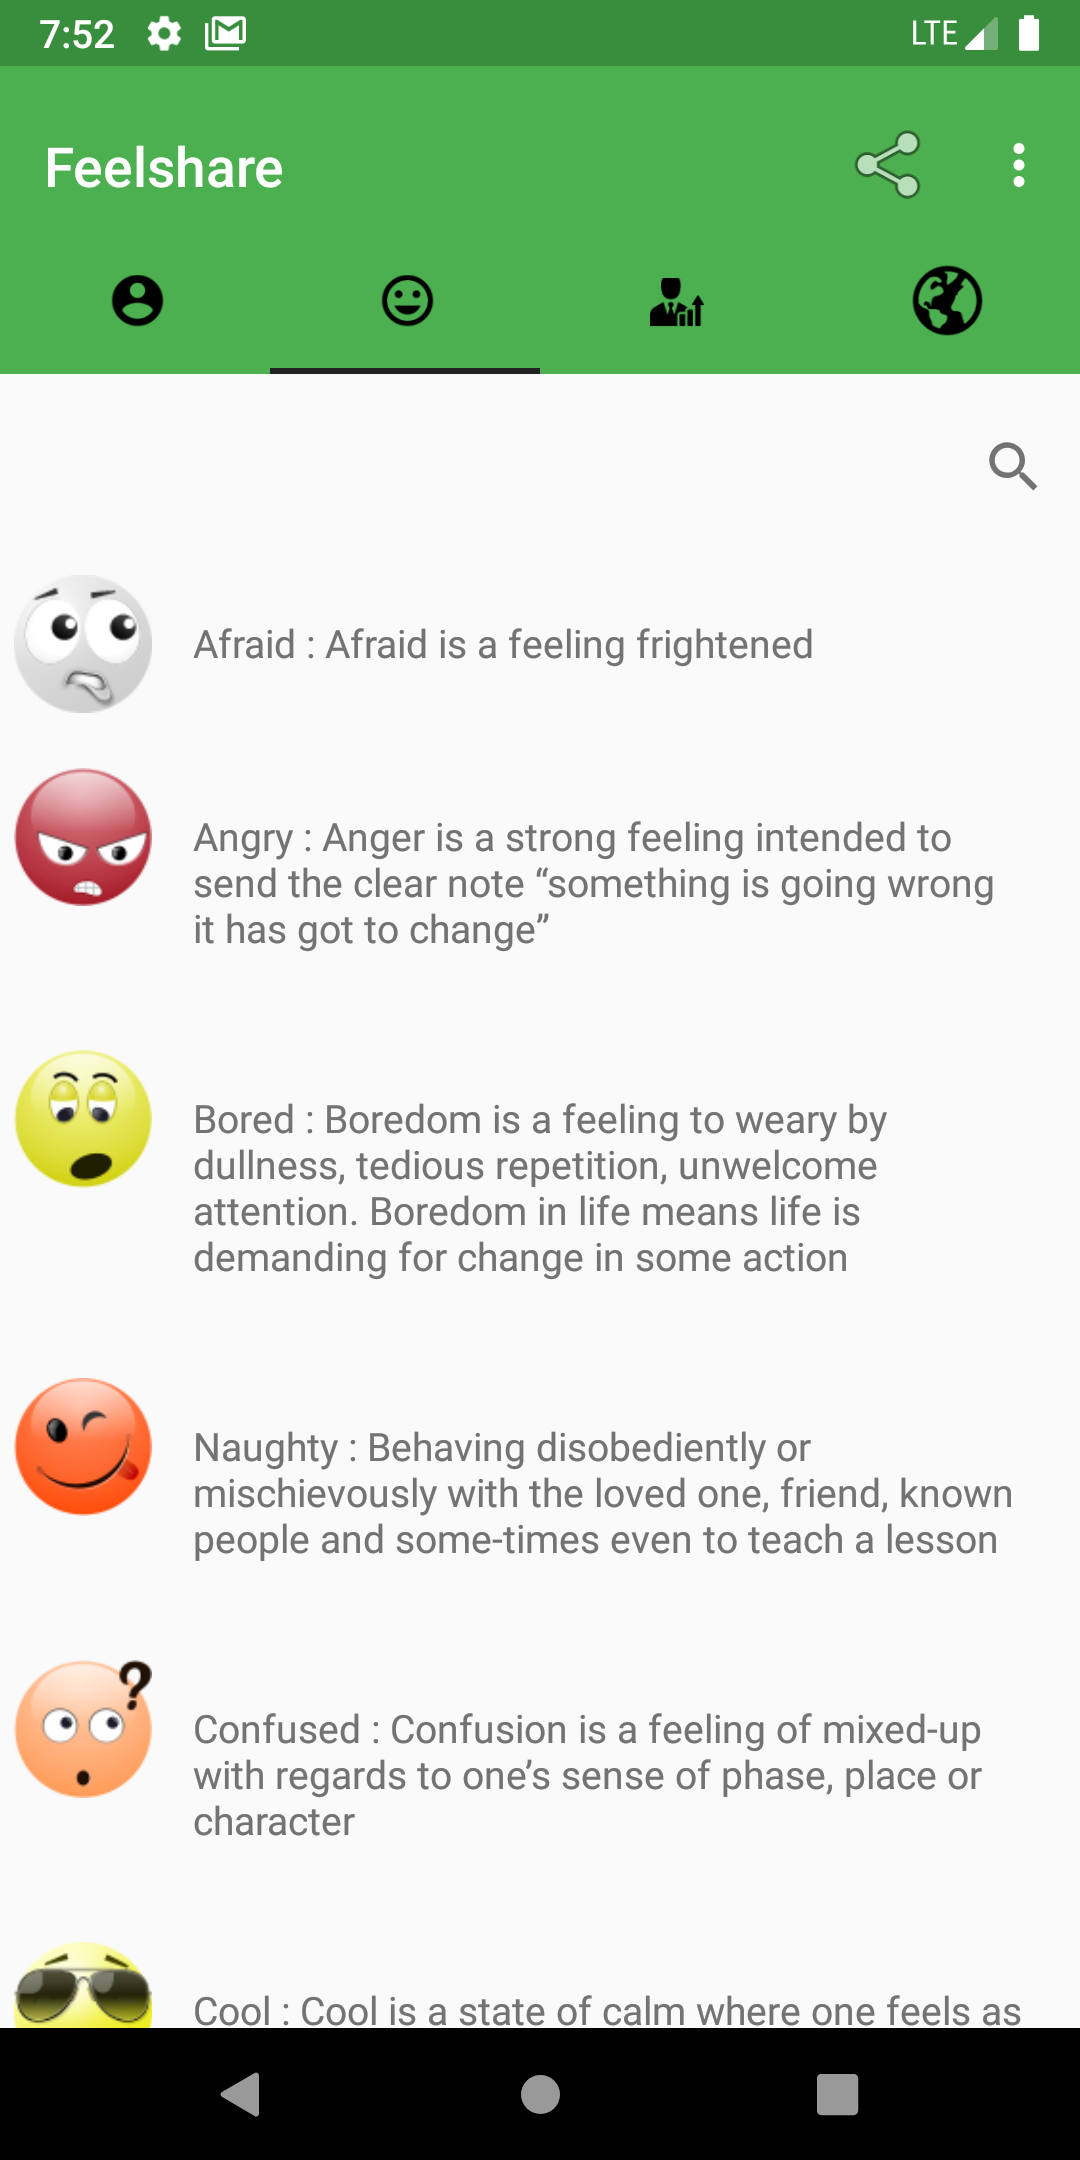 7:52
LTE
Feelshare
Afraid : Afraid is a feeling frightened
Angry : Anger is a strong feeling intended to
send the clear note “something is going wrong
it has got to change”
Bored : Boredom is a feeling to weary by
dullness, tedious repetition, unwelcome
attention. Boredom in life means life is
demanding for change in some action
Naughty : Behaving disobediently or
mischievously with the loved one, friend, known
people and some-times even to teach a lesson
?
Confused : Confusion is a feeling of mixed-up
with regards to one’s sense of phase, place or
character
Cool : Cool is a state of calm where one feels as